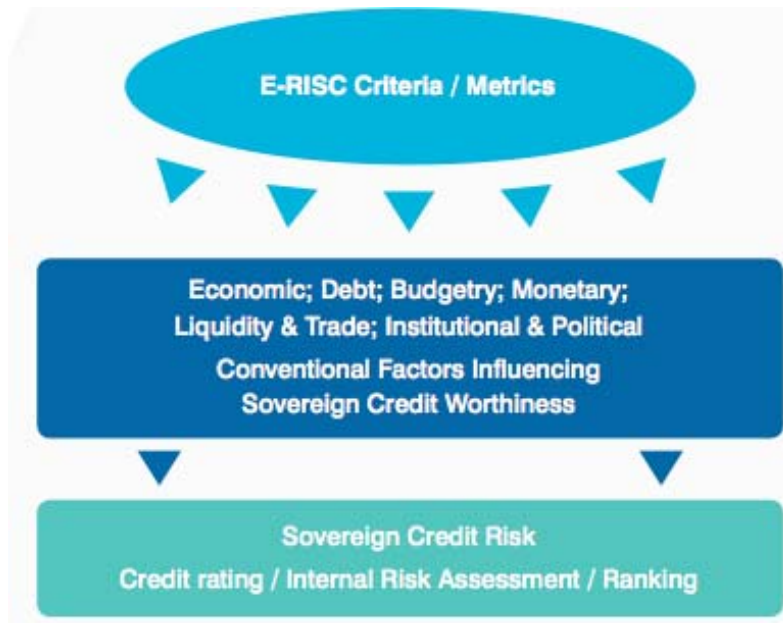 E-RISC Criteria / Metrics
Economic; Debt; Budgetry; Monetary;
Liquidity & Trade; Institutional & Political
Conventional Factors Influencing
Sovereign Credit Worthiness
Sovereign Credit Risk
Credit rating / Internal Risk Assessment / Ranking